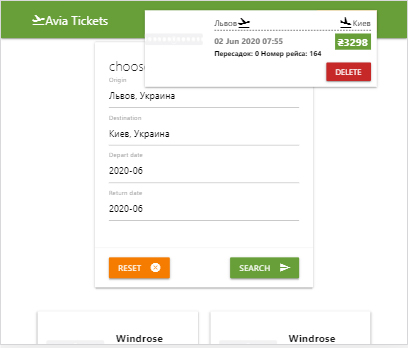 Avia Tickets
Львов Киев
02 Jun 2020 07:55 ₴3298
Пересадок: 0 Номер рейса: 164
DELETE
choose
Origin
Львов, Украина
Destination
Киев, Украина
Depart date
2020-06
Return date
2020-06
RESET SEARCH
Windrose Windrose